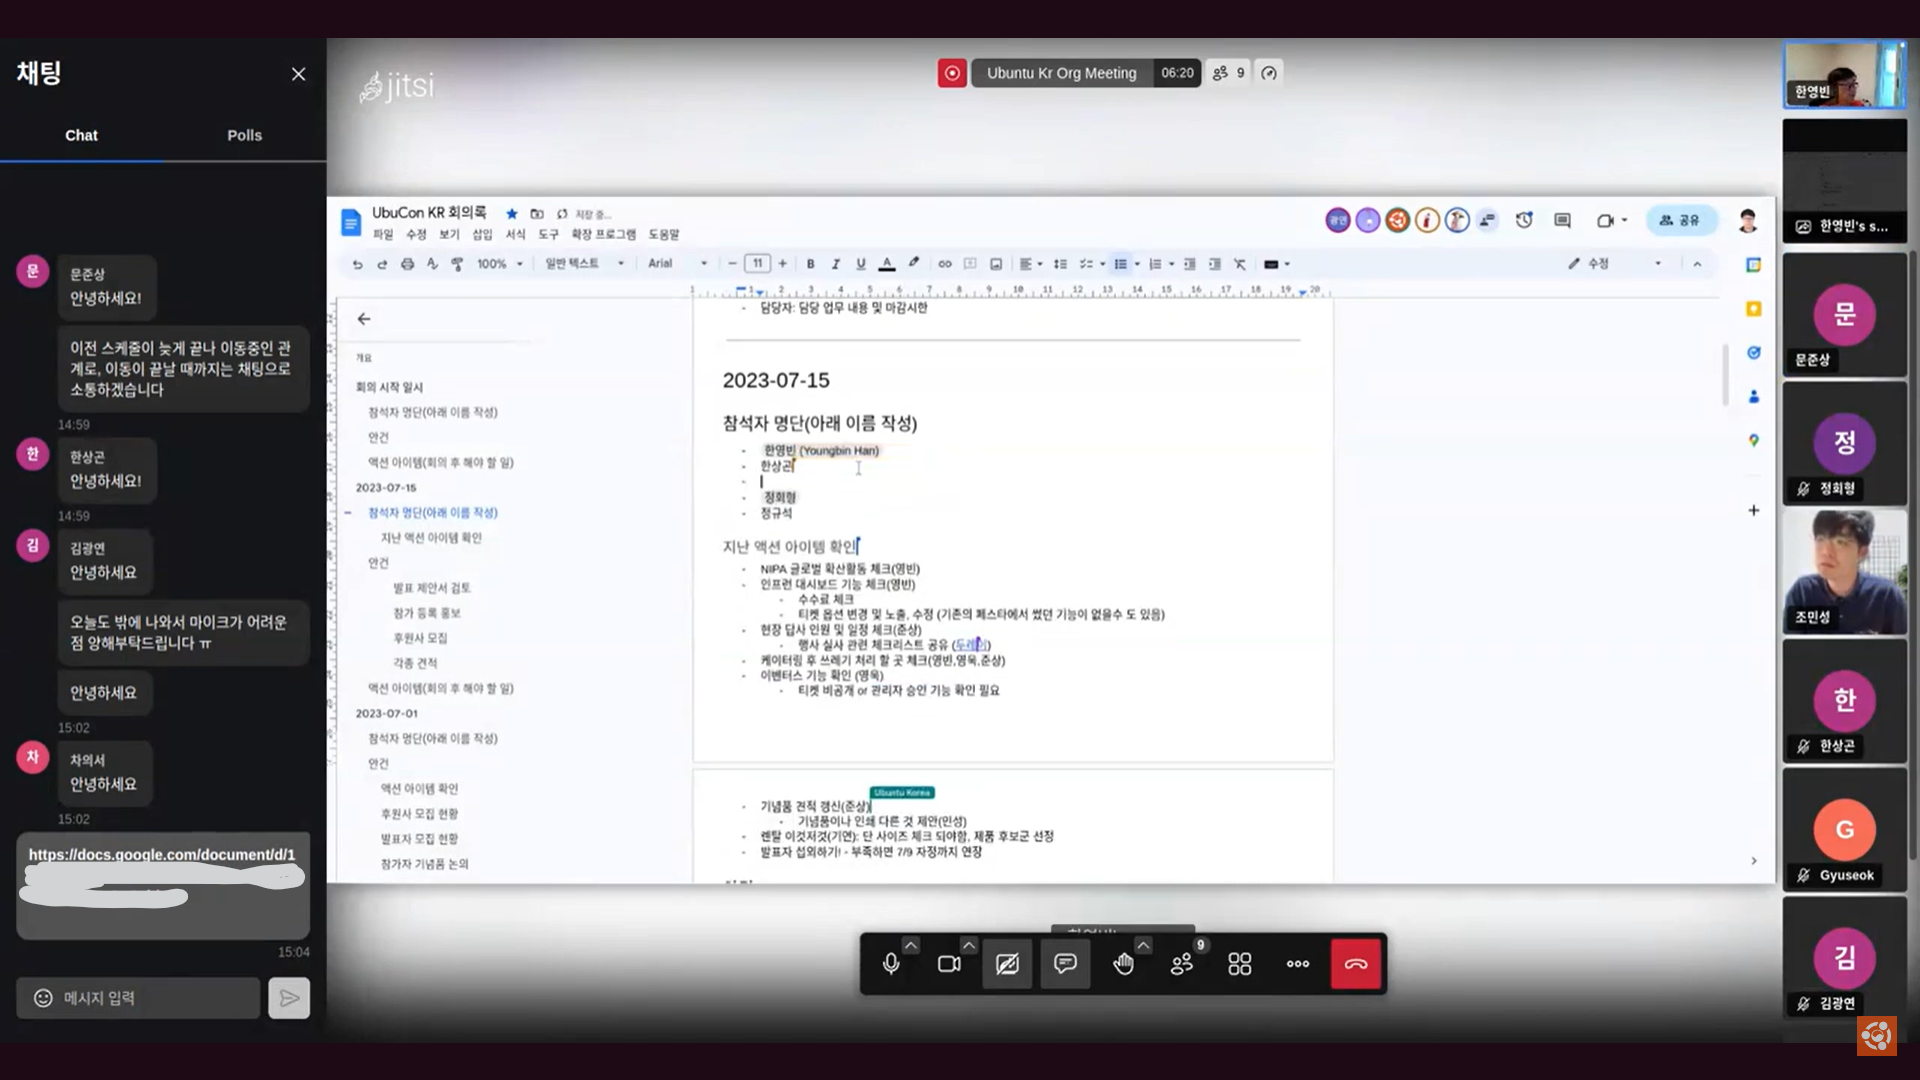 채팅
Chat
Polls
문
문준상
안녕하세요!
이전 스케줄이 늦게 끝나 이동중인 관
계로, 이동이 끝날 때까지는 채팅으로
소통하겠습니다
14:59
한
한상곤
안녕하세요!
14:59
김
김광연
안녕하세요
오늘도 밖에 나와서 마이크가 어려운
점 양해부탁드립니다 ㅠ
안녕하세요
15:02
차
차의서
안녕하세요
15:02
https://docs.google.com/document/d/1
15:04
메시지 입력
jitsi
Ubuntu Kr Org Meeting
06:20
9
UbuCon KR 회의록
저장 중...
파일 수정 보기 삽입 서식 도구 확장 프로그램 도움말
광연
공유
100%
일반 텍스트
Arial
11
수정
1 1 2 3 4 5 6 7 8 9 10 11 12 13 14 15 16 17 18 19 20
개요
회의 시작 일시
참석자 명단(아래 이름 작성)
안건
액션 아이템(회의 후 해야 할 일)
2023-07-15
참석자 명단(아래 이름 작성)
지난 액션 아이템 확인
안건
발표 제안서 검토
참가 등록 홍보
후원사 모집
각종 견적
액션 아이템(회의 후 해야 할 일)
2023-07-01
참석자 명단(아래 이름 작성)
안건
액션 아이템 확인
후원사 모집 현황
발표자 모집 현황
참가자 기념품 논의
담당자: 담당 업무 내용 및 마감시한
2023-07-15
참석자 명단(아래 이름 작성)
- 한영빈 (Youngbin Han)
- 한상곤
-
- 정회형
- 정규석
지난 액션 아이템 확인
- NIPA 글로벌 확산활동 체크(영빈)
- 인프런 대시보드 기능 체크(영빈)
- 수수료 체크
- 티켓 옵션 변경 및 노출, 수정 (기존의 페스타에서 썼던 기능이 없을수 도 있음)
- 현장 답사 인원 및 일정 체크(준상)
- 행사 실사 관련 체크리스트 공유 (두레이)
- 케이터링 후 쓰레기 처리 할 곳 체크(영빈,영욱,준상)
- 이벤터스 기능 확인 (영욱)
- 티켓 비공개 or 관리자 승인 기능 확인 필요
Ubuntu Korea
- 기념품 견적 갱신(준상)
- 기념품이나 인쇄 다른 것 제안(민성)
- 렌탈 이것저것(기연): 단 사이즈 체크 되야함, 제품 후보군 선정
- 발표자 섭외하기! - 부족하면 7/9 자정까지 연장
9
한영빈
한영빈's s...
문
문준상
정
정회형
조민성
한
한상곤
G
Gyuseok
김
김광연